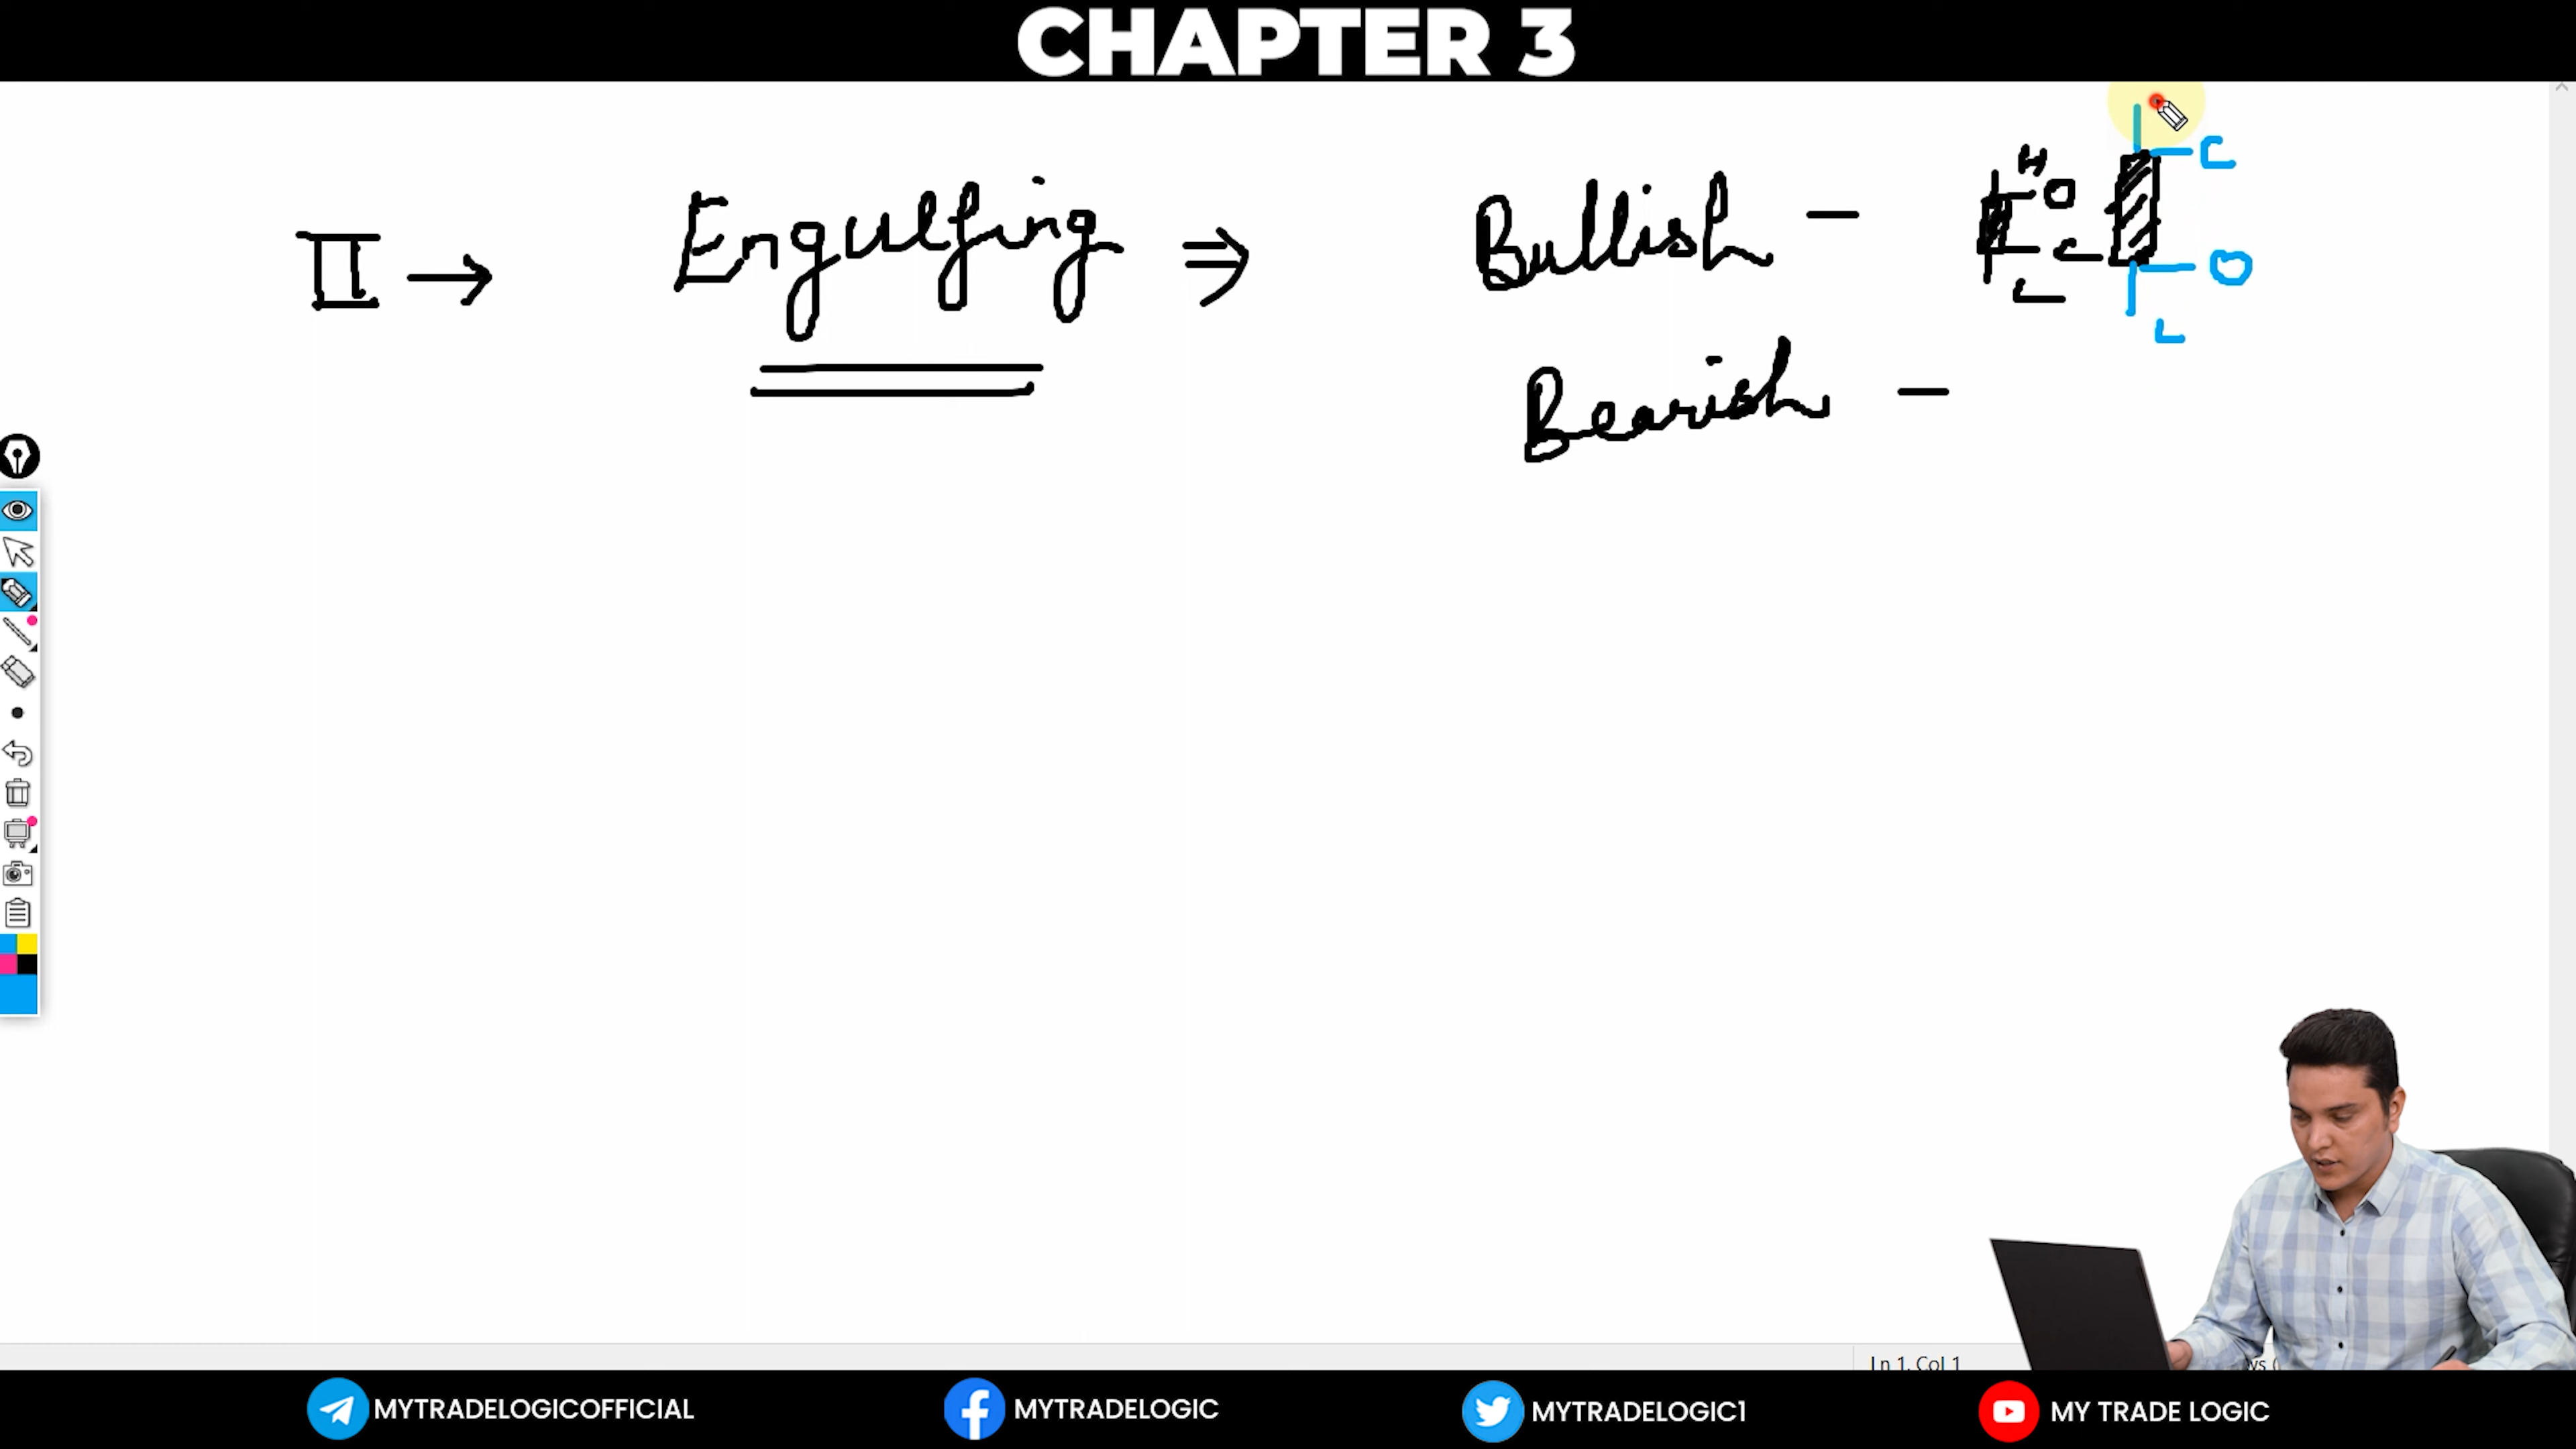 CHAPTER 3
II → Engulfing ⇒ Bullish –
H
O
C
L
C
O
L
Bearish –
Ln 1, Col 1
MYTRADELOGICOFFICIAL
MYTRADELOGIC
MYTRADELOGIC1
MY TRADE LOGIC